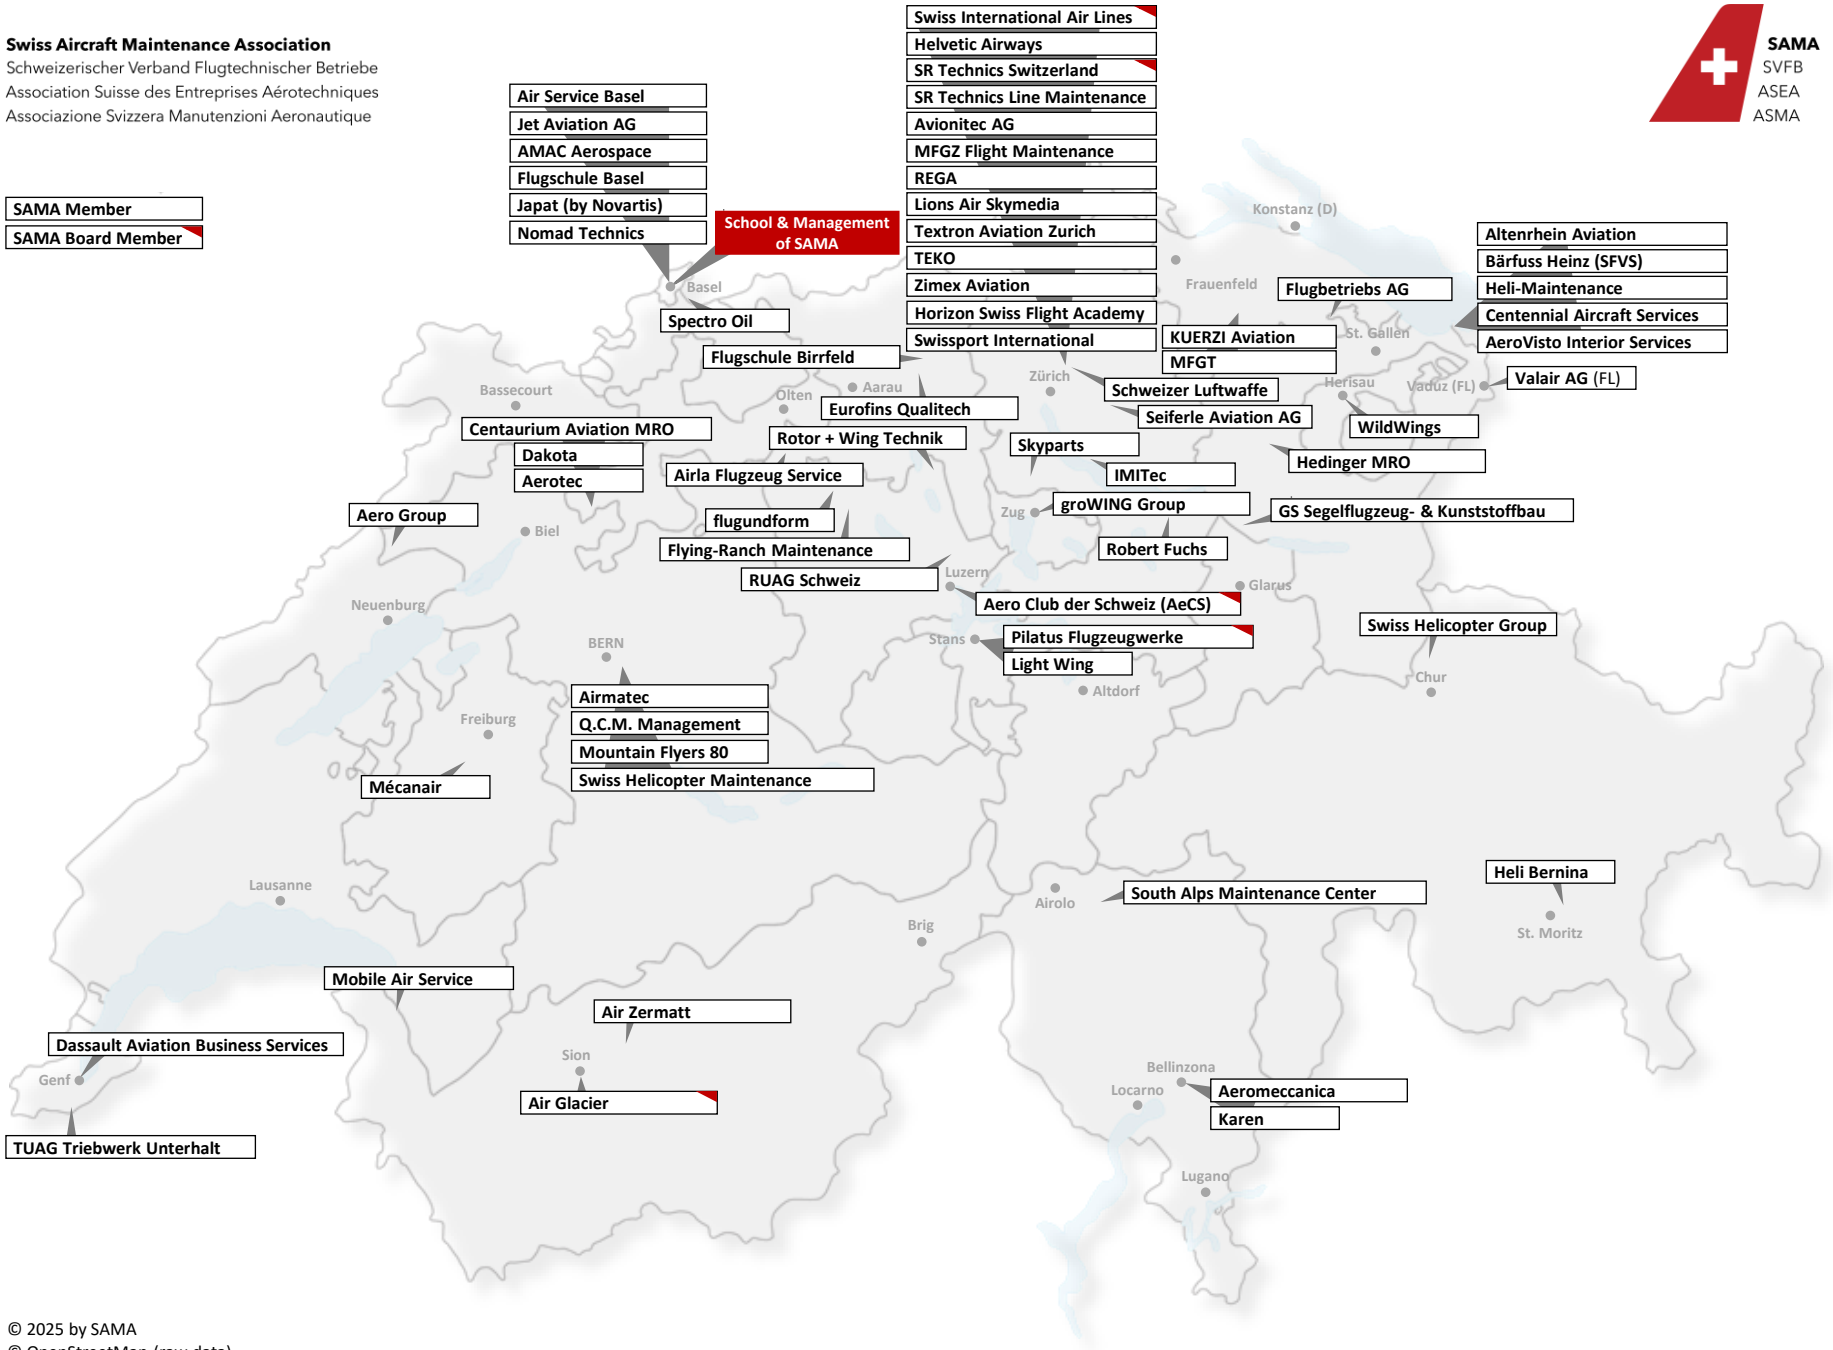 Swiss Aircraft Maintenance Association
Schweizerischer Verband Flugtechnischer Betriebe
Association Suisse des Entreprises Aérotechniques
Associazione Svizzera Manutenzioni Aeronautique
SAMA
SVFB
ASEA
ASMA
SAMA Member
SAMA Board Member
Air Service Basel
Jet Aviation AG
AMAC Aerospace
Flugschule Basel
Japat (by Novartis)
Nomad Technics
School & Management
of SAMA
Basel
Spectro Oil
Swiss International Air Lines
Helvetic Airways
SR Technics Switzerland
SR Technics Line Maintenance
Avionitec AG
MFGZ Flight Maintenance
REGA
Lions Air Skymedia
Textron Aviation Zurich
TEKO
Zimex Aviation
Horizon Swiss Flight Academy
Swissport International
Konstanz (D)
Frauenfeld
Flugbetriebs AG
KUERZI Aviation
MFGT
St. Gallen
Altenrhein Aviation
Bärfuss Heinz (SFVS)
Heli-Maintenance
Centennial Aircraft Services
AeroVisto Interior Services
Valair AG (FL)
Vaduz (FL)
Herisau
WildWings
Hedinger MRO
Schweizer Luftwaffe
Seiferle Aviation AG
Zürich
Flugschule Birrfeld
Aarau
Eurofins Qualitech
Olten
Rotor + Wing Technik
Bassecourt
Centaurium Aviation MRO
Dakota
Aerotec
Airla Flugzeug Service
flugundform
Flying-Ranch Maintenance
RUAG Schweiz
Skyparts
IMITec
Zug
groWING Group
GS Segelflugzeug- & Kunststoffbau
Robert Fuchs
Aero Group
Biel
Luzern
Glarus
Aero Club der Schweiz (AeCS)
Neuenburg
Swiss Helicopter Group
Stans
Pilatus Flugzeugwerke
Light Wing
BERN
Altdorf
Chur
Airmatec
Q.C.M. Management
Mountain Flyers 80
Swiss Helicopter Maintenance
Freiburg
Mécanair
Lausanne
Heli Bernina
South Alps Maintenance Center
Airolo
Brig
St. Moritz
Mobile Air Service
Air Zermatt
Dassault Aviation Business Services
Sion
Genf
Air Glacier
Bellinzona
Aeromeccanica
Locarno
Karen
TUAG Triebwerk Unterhalt
Lugano
© 2025 by SAMA
© OpenStreetMap (raw data)